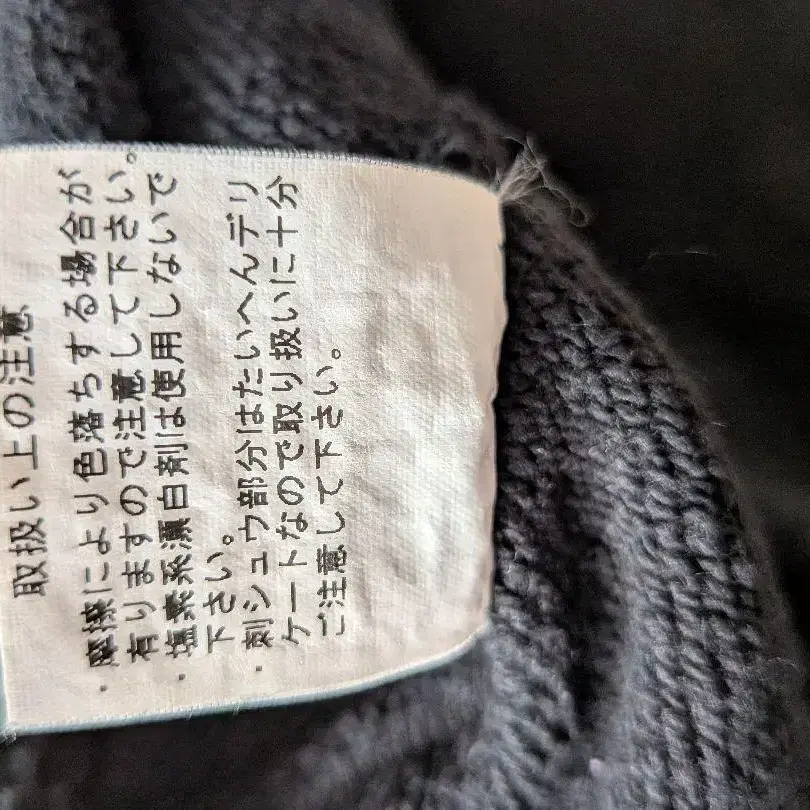 取扱い上の注意
・摩擦により色落ちする場合が
有りますので注意して下さい。
・塩素系漂白剤は使用しないで
下さい。
・刺シュウ部分はたいへんデリ
ケートなので取り扱いに十分
ご注意して下さい。